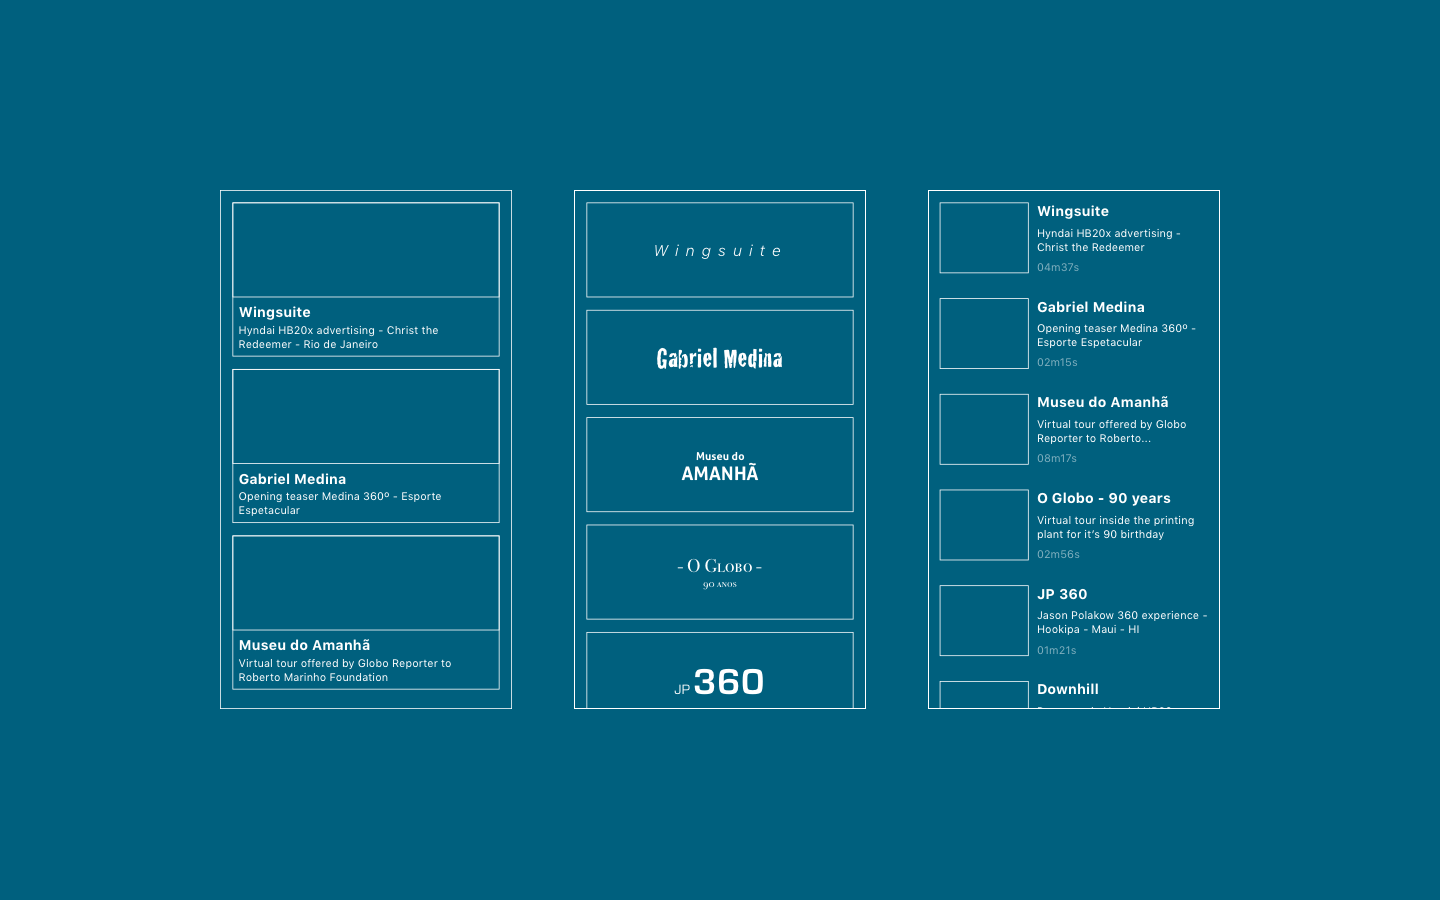 Wingsuite
Hyndai HB20x advertising - Christ the
Redeemer - Rio de Janeiro
Gabriel Medina
Opening teaser Medina 360º - Esporte
Espetacular
Museu do Amanhã
Virtual tour offered by Globo Reporter to
Roberto Marinho Foundation
Wingsuite
Gabriel Medina
Museu do
AMANHÃ
- O Globo -
90 anos
JP 360
Wingsuite
Hyndai HB20x advertising -
Christ the Redeemer
04m37s
Gabriel Medina
Opening teaser Medina 360º -
Esporte Espetacular
02m15s
Museu do Amanhã
Virtual tour offered by Globo
Reporter to Roberto...
08m17s
O Globo - 90 years
Virtual tour inside the printing
plant for it's 90 birthday
02m56s
JP 360
Jason Polakow 360 experience -
Hookipa - Maui - HI
01m21s
Downhill